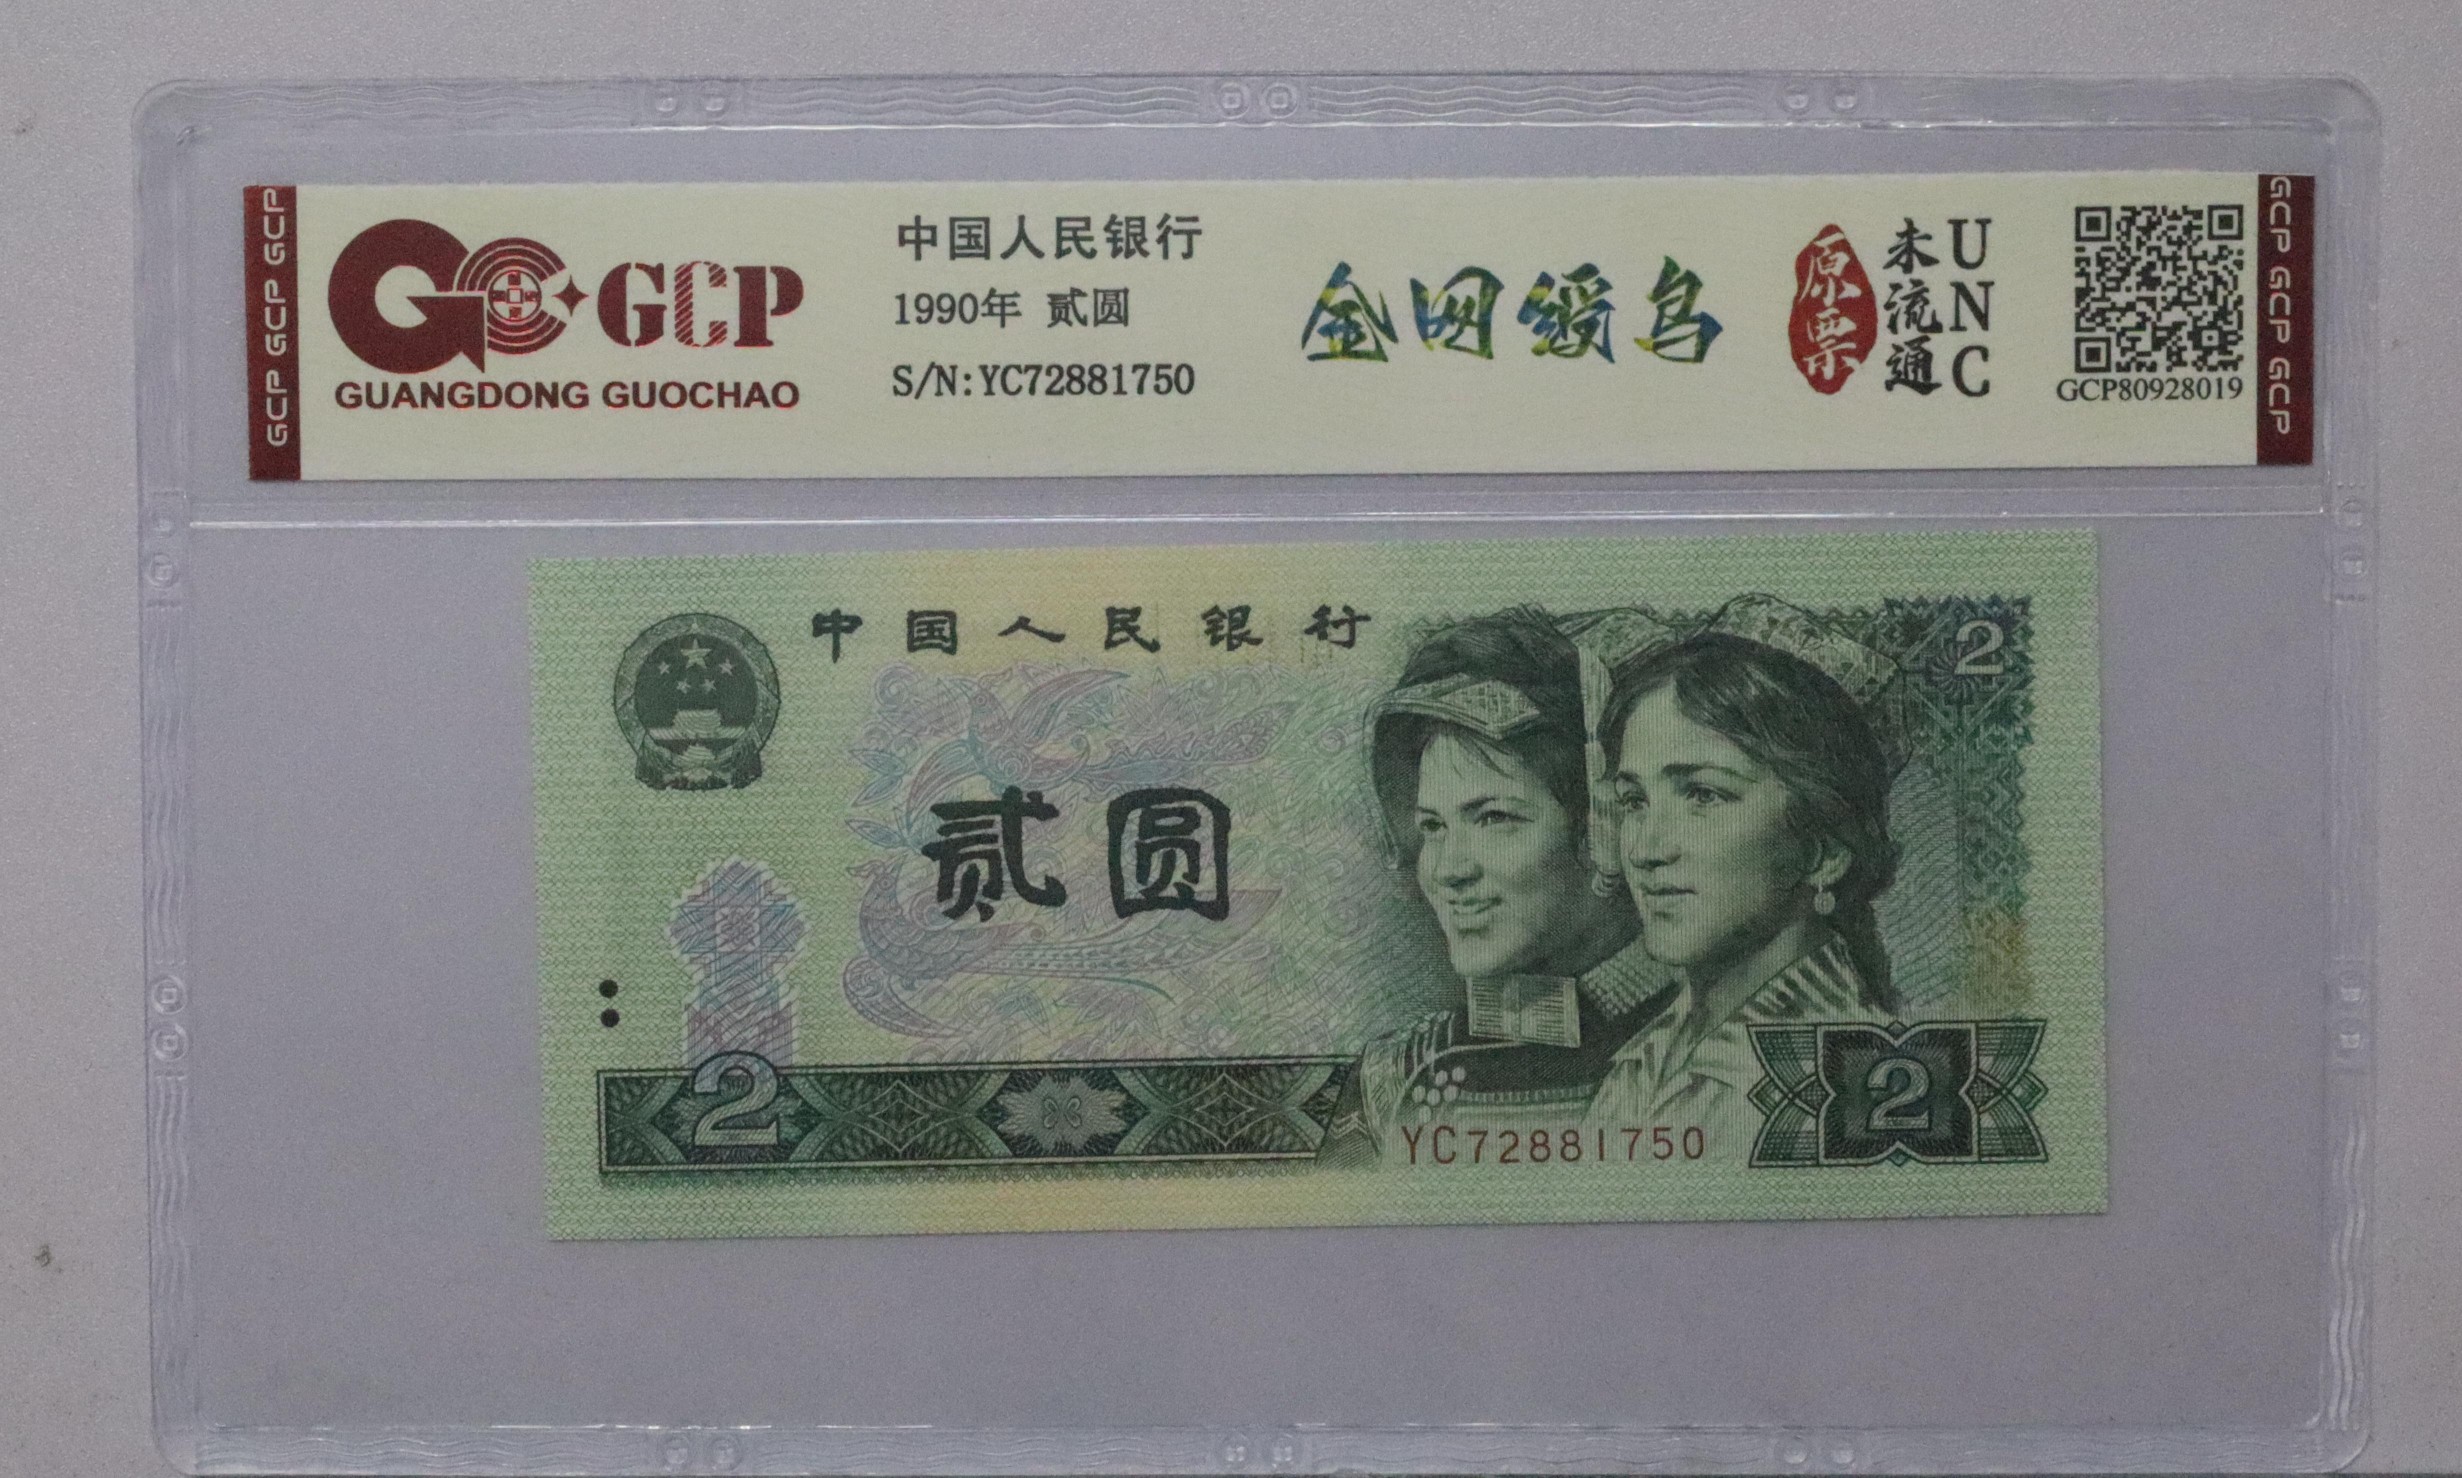 GCP GCP GCP
GCP
GUANGDONG GUOCHAO
中国人民银行
1990年 贰圆
S/N:YC72881750
金网绶鸟
原票
未流通
UNC
GCP80928019
GCP GCP GCP
中国人民银行
2
贰圆
2
YC72881750
2